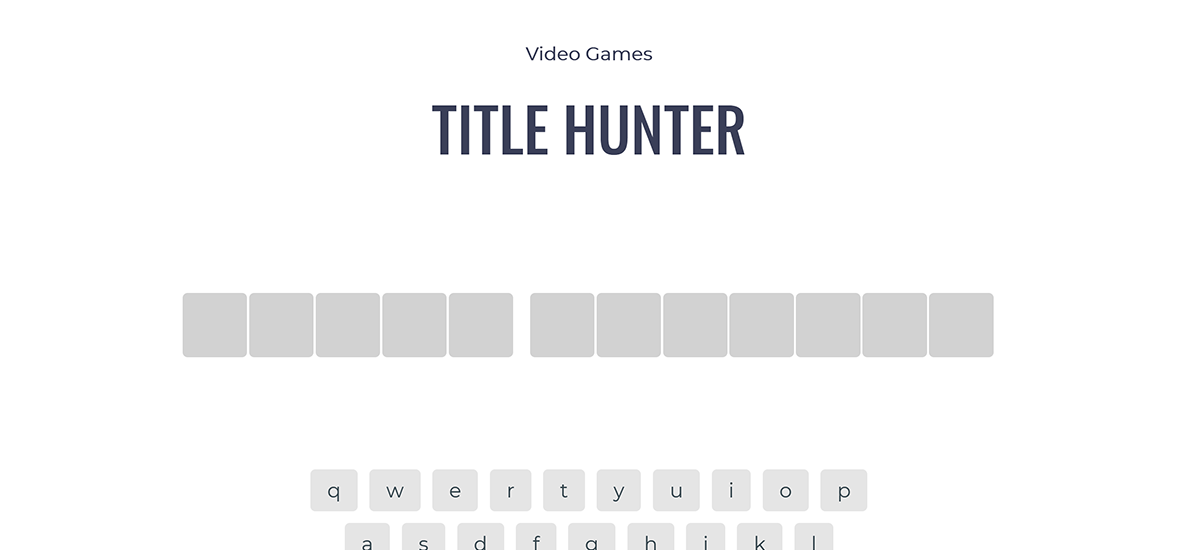 Video Games
TITLE HUNTER
q w e r t y u i o p
a s d f g h j k l